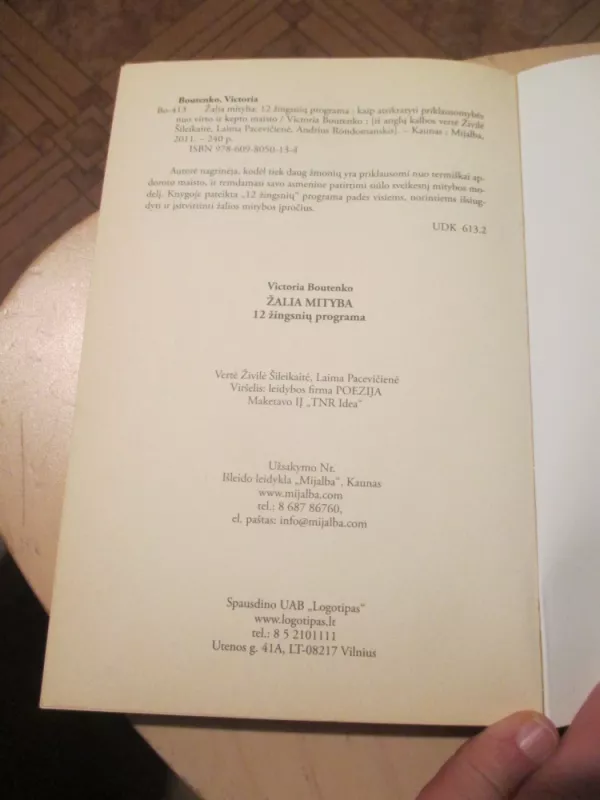 Boutenko, Victoria
Bo-413 Žalia mityba: 12 žingsnių programa : kaip atsikratyti priklausomybės
nuo virto ir kepto maisto / Victoria Boutenko ; [iš anglų kalbos vertė Živilė
Šileikaitė, Laima Pacevičienė, Andrius Rondomanskis]. – Kaunas : Mijalba,
2011. – 240 p.
ISBN 978-609-8050-13-4
Autorė nagrinėja, kodėl tiek daug žmonių yra priklausomi nuo termiškai ap-
doroto maisto, ir remdamasi savo asmenine patirtimi siūlo sveikesnį mitybos mo-
delį. Knygoje pateikta „12 žingsnių“ programa padės visiems, norintiems išsiug-
dyti ir įsitvirtinti žalios mitybos įpročius.
UDK 613.2
Victoria Boutenko
ŽALIA MITYBA
12 žingsnių programa
Vertė Živilė Šileikaitė, Laima Pacevičienė
Viršelis: leidybos firma POEZIJA
Maketavo IĮ „TNR Idea“
Užsakymo Nr.
Išleido leidykla „Mijalba“, Kaunas
www.mijalba.com
tel.: 8 687 86760,
el. paštas: info@mijalba.com
Spausdino UAB „Logotipas“
www.logotipas.lt
tel.: 8 5 2101111
Utenos g. 41A, LT-08217 Vilnius